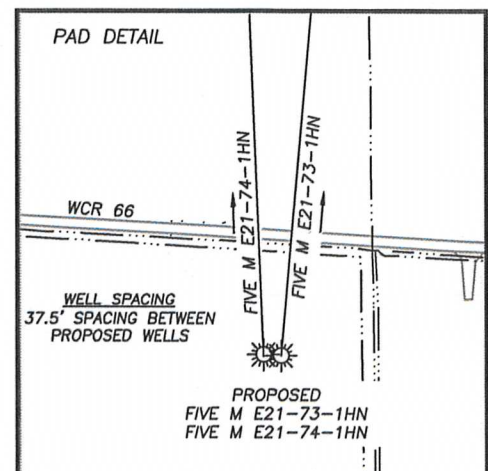 PAD DETAIL
FIVE M E21-74-1HN
FIVE M E21-73-1HN
WCR 66
WELL SPACING
37.5' SPACING BETWEEN
PROPOSED WELLS
PROPOSED
FIVE M E21-73-1HN
FIVE M E21-74-1HN